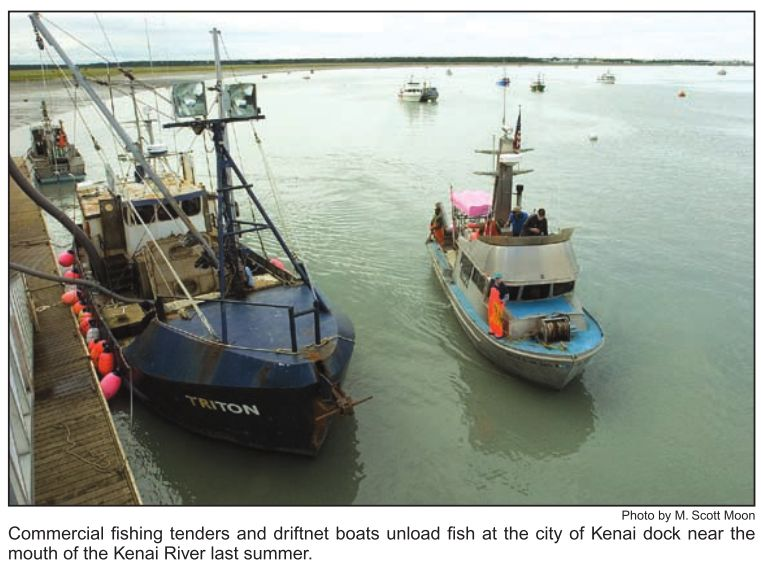 TRITON
Photo by M. Scott Moon
Commercial fishing tenders and driftnet boats unload fish at the city of Kenai dock near the
mouth of the Kenai River last summer.